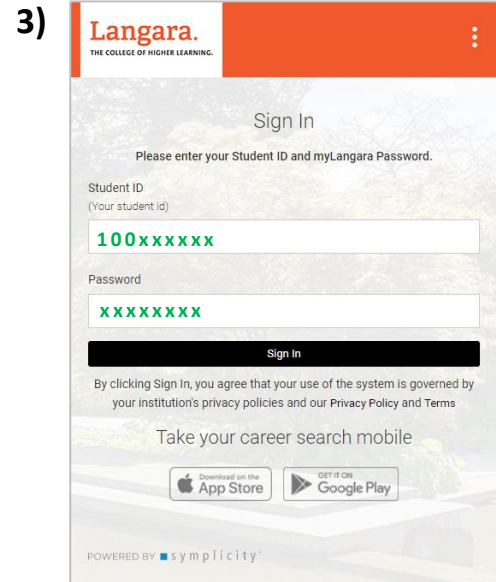 3)
Langara.
THE COLLEGE OF HIGHER LEARNING.
Sign In
Please enter your Student ID and myLangara Password.
Student ID
(Your student id)
100xxxxxx
Password
xxxxxxxx
Sign In
By clicking Sign In, you agree that your use of the system is governed by
your institution's privacy policies and our Privacy Policy and Terms
Take your career search mobile
Download on the
App Store
GET IT ON
Google Play
POWERED BY symplicity